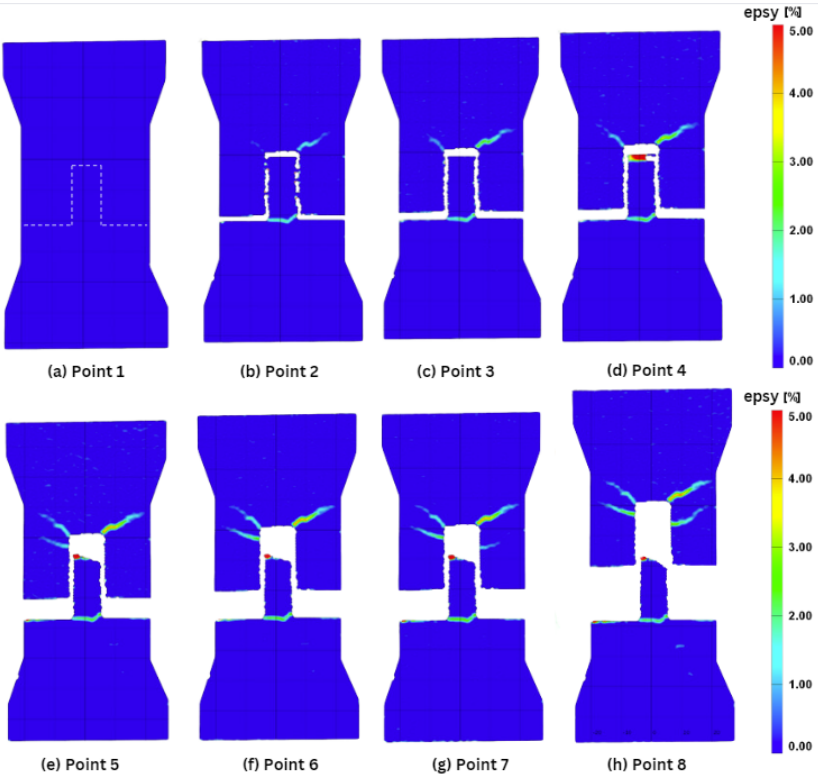 epsy [%]
5.00
4.00
3.00
2.00
1.00
0.00
(a) Point 1
(b) Point 2
(c) Point 3
(d) Point 4
epsy [%]
5.00
4.00
3.00
2.00
1.00
0.00
(e) Point 5
(f) Point 6
(g) Point 7
(h) Point 8